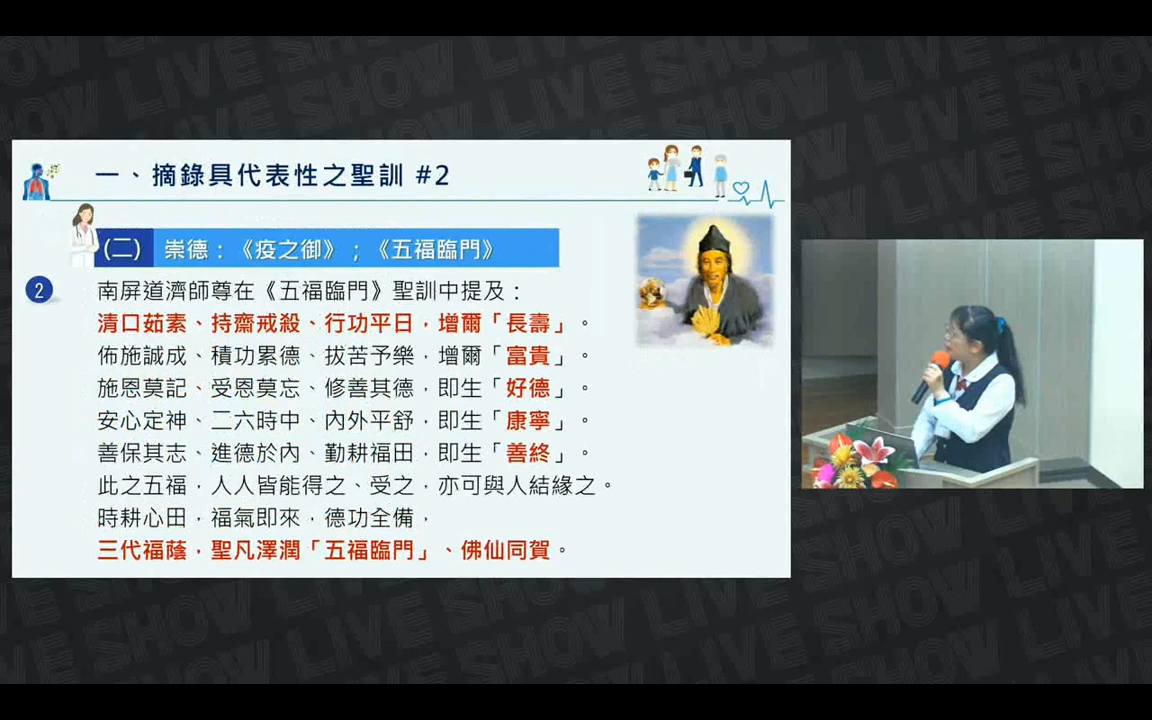 一、摘錄具代表性之聖訓 #2
(二) 崇德：《疫之御》；《五福臨門》
2 南屏道濟師尊在《五福臨門》聖訓中提及：
清口茹素、持齋戒殺、行功平日，增爾「長壽」。
佈施誠成、積功累德、拔苦予樂，增爾「富貴」。
施恩莫記、受恩莫忘、修善其德，即生「好德」。
安心定神、二六時中、內外平舒，即生「康寧」。
善保其志、進德於內、勤耕福田，即生「善終」。
此之五福，人人皆能得之、受之，亦可與人結緣之。
時耕心田，福氣即來，德功全備，
三代福蔭，聖凡澤潤「五福臨門」、佛仙同賀。
LIVE SHOW LIVE SHOW